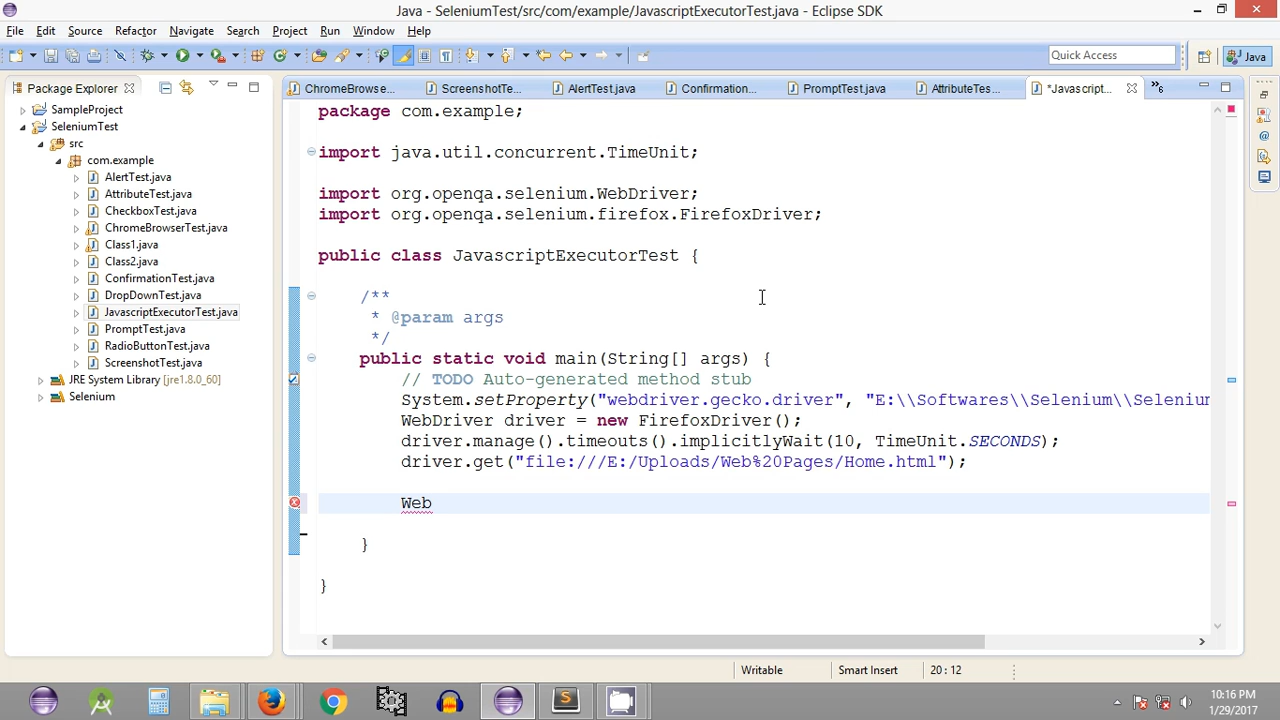 Java - SeleniumTest/src/com/example/JavascriptExecutorTest.java - Eclipse SDK
File Edit Source Refactor Navigate Search Project Run Window Help
Quick Access
Java
Package Explorer
ChromeBrowse...
ScreenshotTe...
AlertTest.java
Confirmation...
PromptTest.java
AttributeTes...
*Javascript...
»6
SampleProject
SeleniumTest
src
com.example
AlertTest.java
AttributeTest.java
CheckboxTest.java
ChromeBrowserTest.java
Class1.java
Class2.java
ConfirmationTest.java
DropDownTest.java
JavascriptExecutorTest.java
PromptTest.java
RadioButtonTest.java
ScreenshotTest.java
JRE System Library [jre1.8.0_60]
Selenium
package com.example;
import java.util.concurrent.TimeUnit;
import org.openqa.selenium.WebDriver;
import org.openqa.selenium.firefox.FirefoxDriver;
public class JavascriptExecutorTest {
/**
* @param args
*/
public static void main(String[] args) {
// TODO Auto-generated method stub
System.setProperty("webdriver.gecko.driver", "E:\\Softwares\\Selenium\\Selenium
WebDriver driver = new FirefoxDriver();
driver.manage().timeouts().implicitlyWait(10, TimeUnit.SECONDS);
driver.get("file:///E:/Uploads/Web%20Pages/Home.html");
Web
}
}
Writable
Smart Insert
20 : 12
10:16 PM
1/29/2017